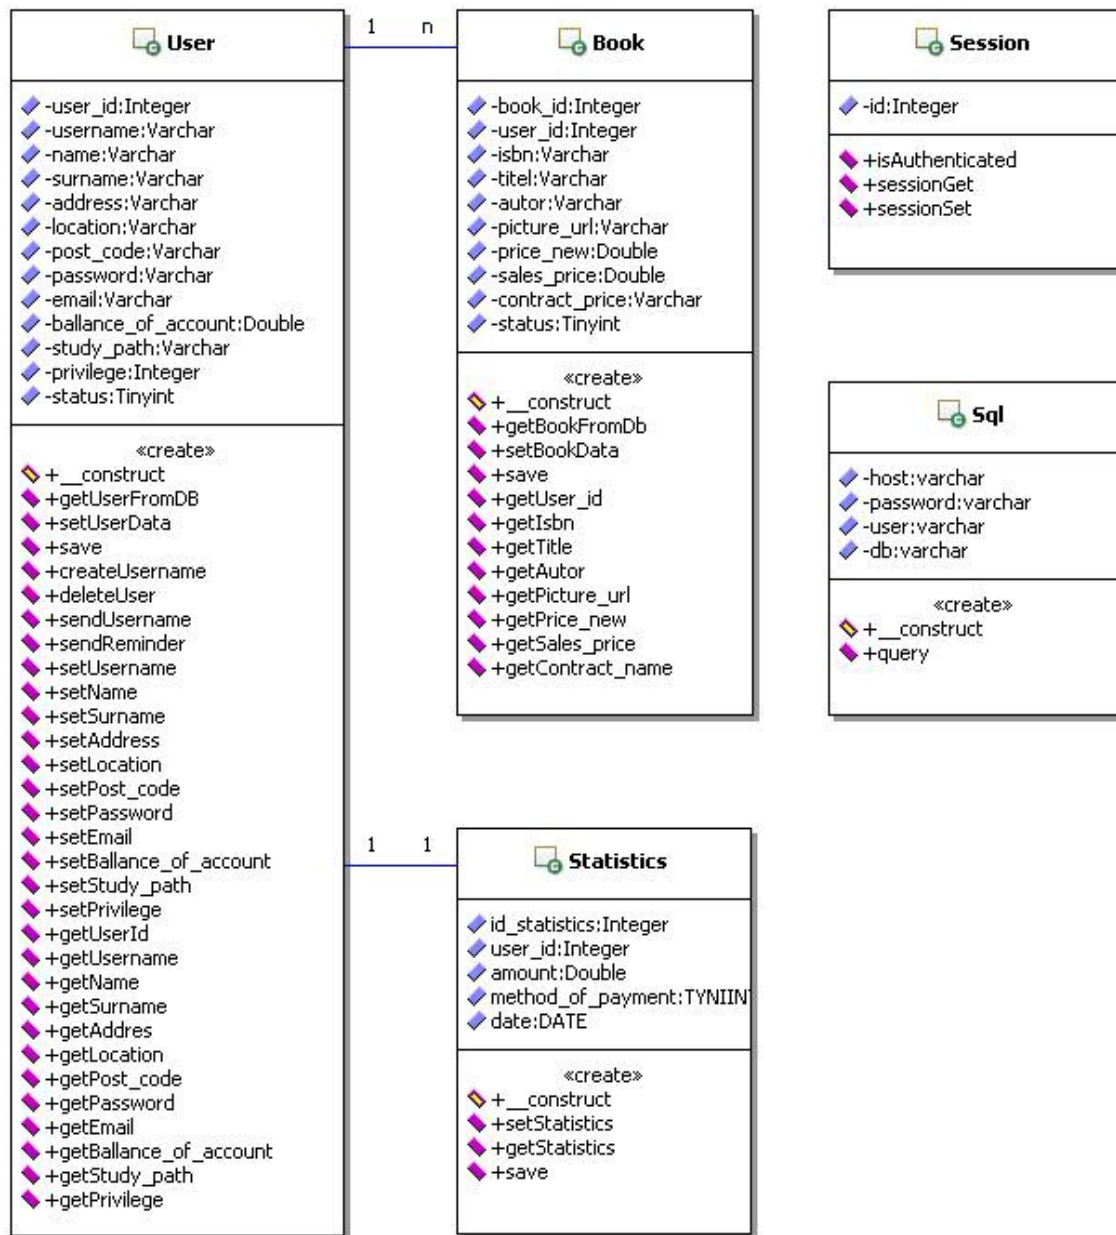 User
-user_id:Integer
-username:Varchar
-name:Varchar
-surname:Varchar
-address:Varchar
-location:Varchar
-post_code:Varchar
-password:Varchar
-email:Varchar
-ballance_of_account:Double
-study_path:Varchar
-privilege:Integer
-status:Tinyint
«create»
+__construct
+getUserFromDB
+setUserData
+save
+createUsername
+deleteUser
+sendUsername
+sendReminder
+setUsername
+setName
+setSurname
+setAddress
+setLocation
+setPost_code
+setPassword
+setEmail
+setBallance_of_account
+setStudy_path
+setPrivilege
+getUserId
+getUsername
+getName
+getSurname
+getAddres
+getLocation
+getPost_code
+getPassword
+getEmail
+getBallance_of_account
+getStudy_path
+getPrivilege
1 n
Book
-book_id:Integer
-user_id:Integer
-isbn:Varchar
-titel:Varchar
-autor:Varchar
-picture_url:Varchar
-price_new:Double
-sales_price:Double
-contract_price:Varchar
-status:Tinyint
«create»
+__construct
+getBookFromDb
+setBookData
+save
+getUser_id
+getIsbn
+getTitle
+getAutor
+getPicture_url
+getPrice_new
+getSales_price
+getContract_name
1 1
Statistics
id_statistics:Integer
user_id:Integer
amount:Double
method_of_payment:TYNIIN
date:DATE
«create»
+__construct
+setStatistics
+getStatistics
+save
Session
-id:Integer
+isAuthenticated
+sessionGet
+sessionSet
Sql
-host:varchar
-password:varchar
-user:varchar
-db:varchar
«create»
+__construct
+query